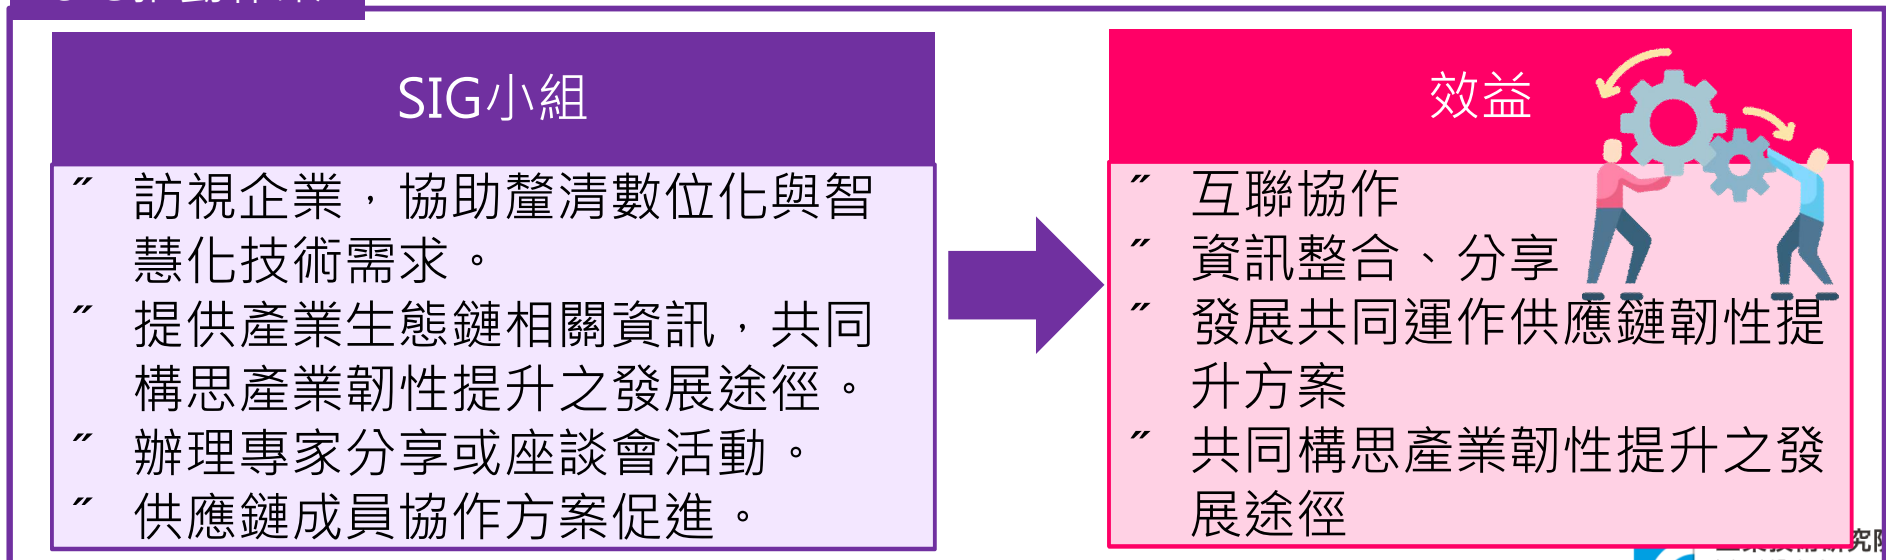 SIG小組
˝ 訪視企業，協助釐清數位化與智
慧化技術需求。
˝ 提供產業生態鏈相關資訊，共同
構思產業韌性提升之發展途徑。
˝ 辦理專家分享或座談會活動。
˝ 供應鏈成員協作方案促進。
效益
˝ 互聯協作
˝ 資訊整合、分享
˝ 發展共同運作供應鏈韌性提
升方案
˝ 共同構思產業韌性提升之發
展途徑